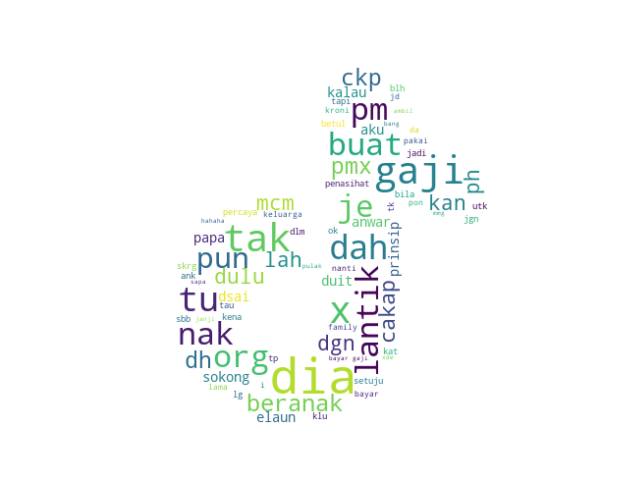 ckp
blh
kalau
jd
tapi
kroni
pm
ambil
betul
bang
aku
da
buat
pakai
jadi
pmx
gaji
ph
penasihat
bila
kan
utk
mcm
je
tk
pon
mmg
jgn
percaya
keluarga
anwar
hahaha
tak
dlm
ok
prinsip
papa
dah
pun
lah
pulak
nanti
skrg
ank
dulu
duit
lantik
cakap
sapa
tu
dsai
x
tau
sbb
janji
kena
family
nak
dgn
dh
org
tp
bayar gaji
kat
sokong
dia
setuju
lama
i
lg
bayar
beranak
elaun
klu